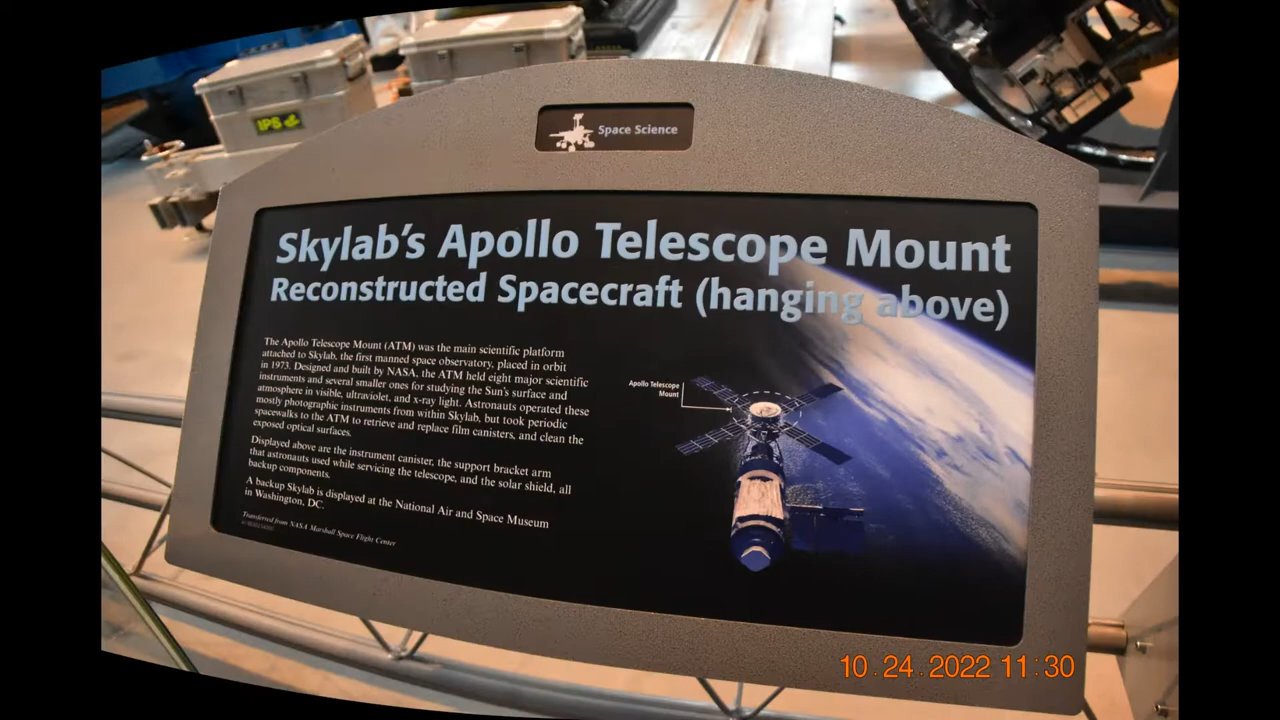 IPS
Space Science
Skylab's Apollo Telescope Mount
Reconstructed Spacecraft (hanging above)
The Apollo Telescope Mount (ATM) was the main scientific platform
attached to Skylab, the first manned space observatory, placed in orbit
in 1973. Designed and built by NASA, the ATM held eight major scientific
instruments and several smaller ones for studying the Sun's surface and
atmosphere in visible, ultraviolet, and x-ray light. Astronauts operated these
mostly photographic instruments from within Skylab, but took periodic
spacewalks to the ATM to retrieve and replace film canisters, and clean the
exposed optical surfaces.
Displayed above are the instrument canister, the support bracket arm
that astronauts used while servicing the telescope, and the solar shield, all
backup components.
A backup Skylab is displayed at the National Air and Space Museum
in Washington, DC.
Transferred from NASA Marshall Space Flight Center
Apollo Telescope
Mount
10.24.2022 11:30